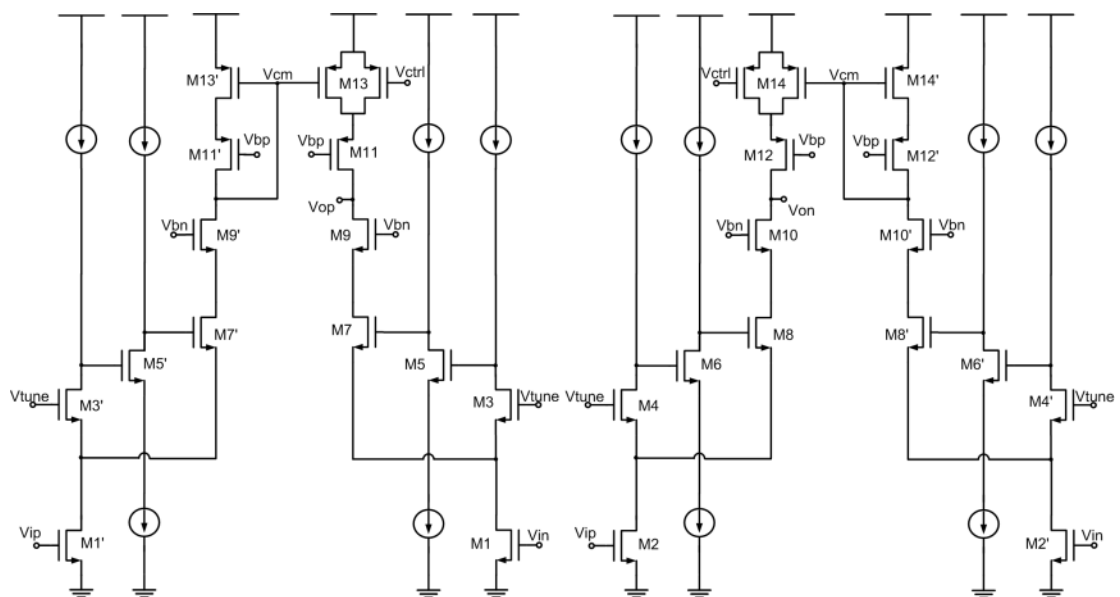 M13' Vcm M13 Vctrl Vctrl M14 Vcm M14'
M11' Vbp Vbp M11 M12 Vbp Vbp M12'
Vop Von
Vbn M9' M9 Vbn Vbn M10 M10' Vbn
M7' M7 M8 M8'
M5' M5 M6 M6'
Vtune M3' M3 Vtune Vtune M4 M4' Vtune
Vip M1' M1 Vin Vip M2 M2' Vin